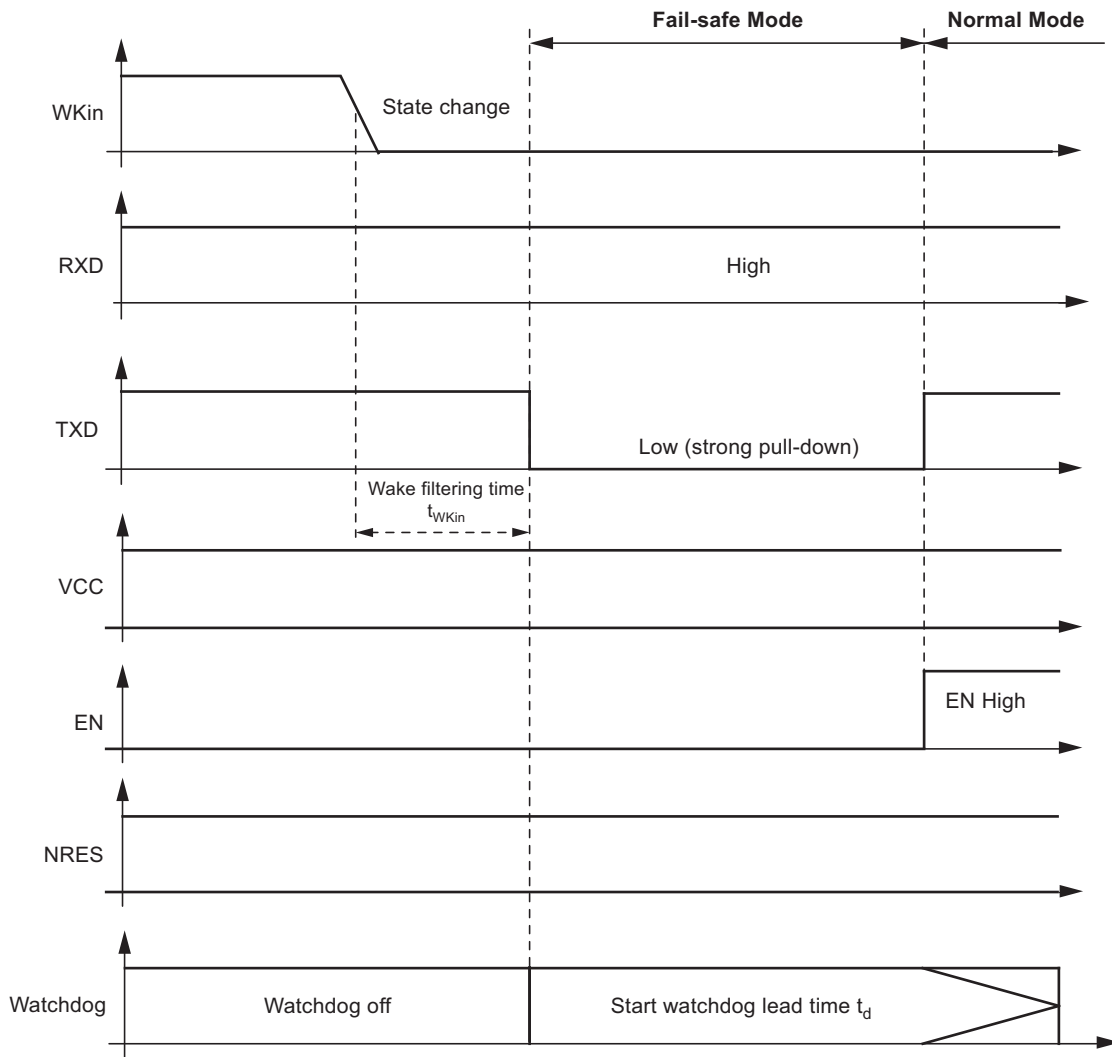 Fail-safe Mode
Normal Mode
WKin
State change
RXD
High
TXD
Low (strong pull-down)
Wake filtering time
tWKin
VCC
EN
EN High
NRES
Watchdog
Watchdog off
Start watchdog lead time td